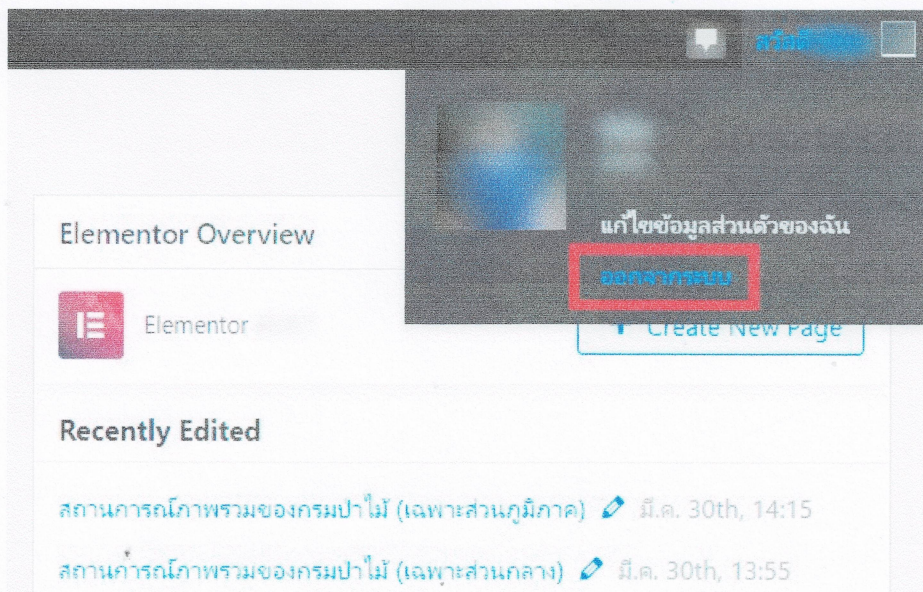 สวัสดี
แก้ไขข้อมูลส่วนตัวของฉัน
ออกจากระบบ
Elementor Overview
Elementor
Create New Page
Recently Edited
สถานการณ์ภาพรวมของกรมป่าไม้ (เฉพาะส่วนภูมิภาค) มี.ค. 30th, 14:15
สถานการณ์ภาพรวมของกรมป่าไม้ (เฉพาะส่วนกลาง) มี.ค. 30th, 13:55